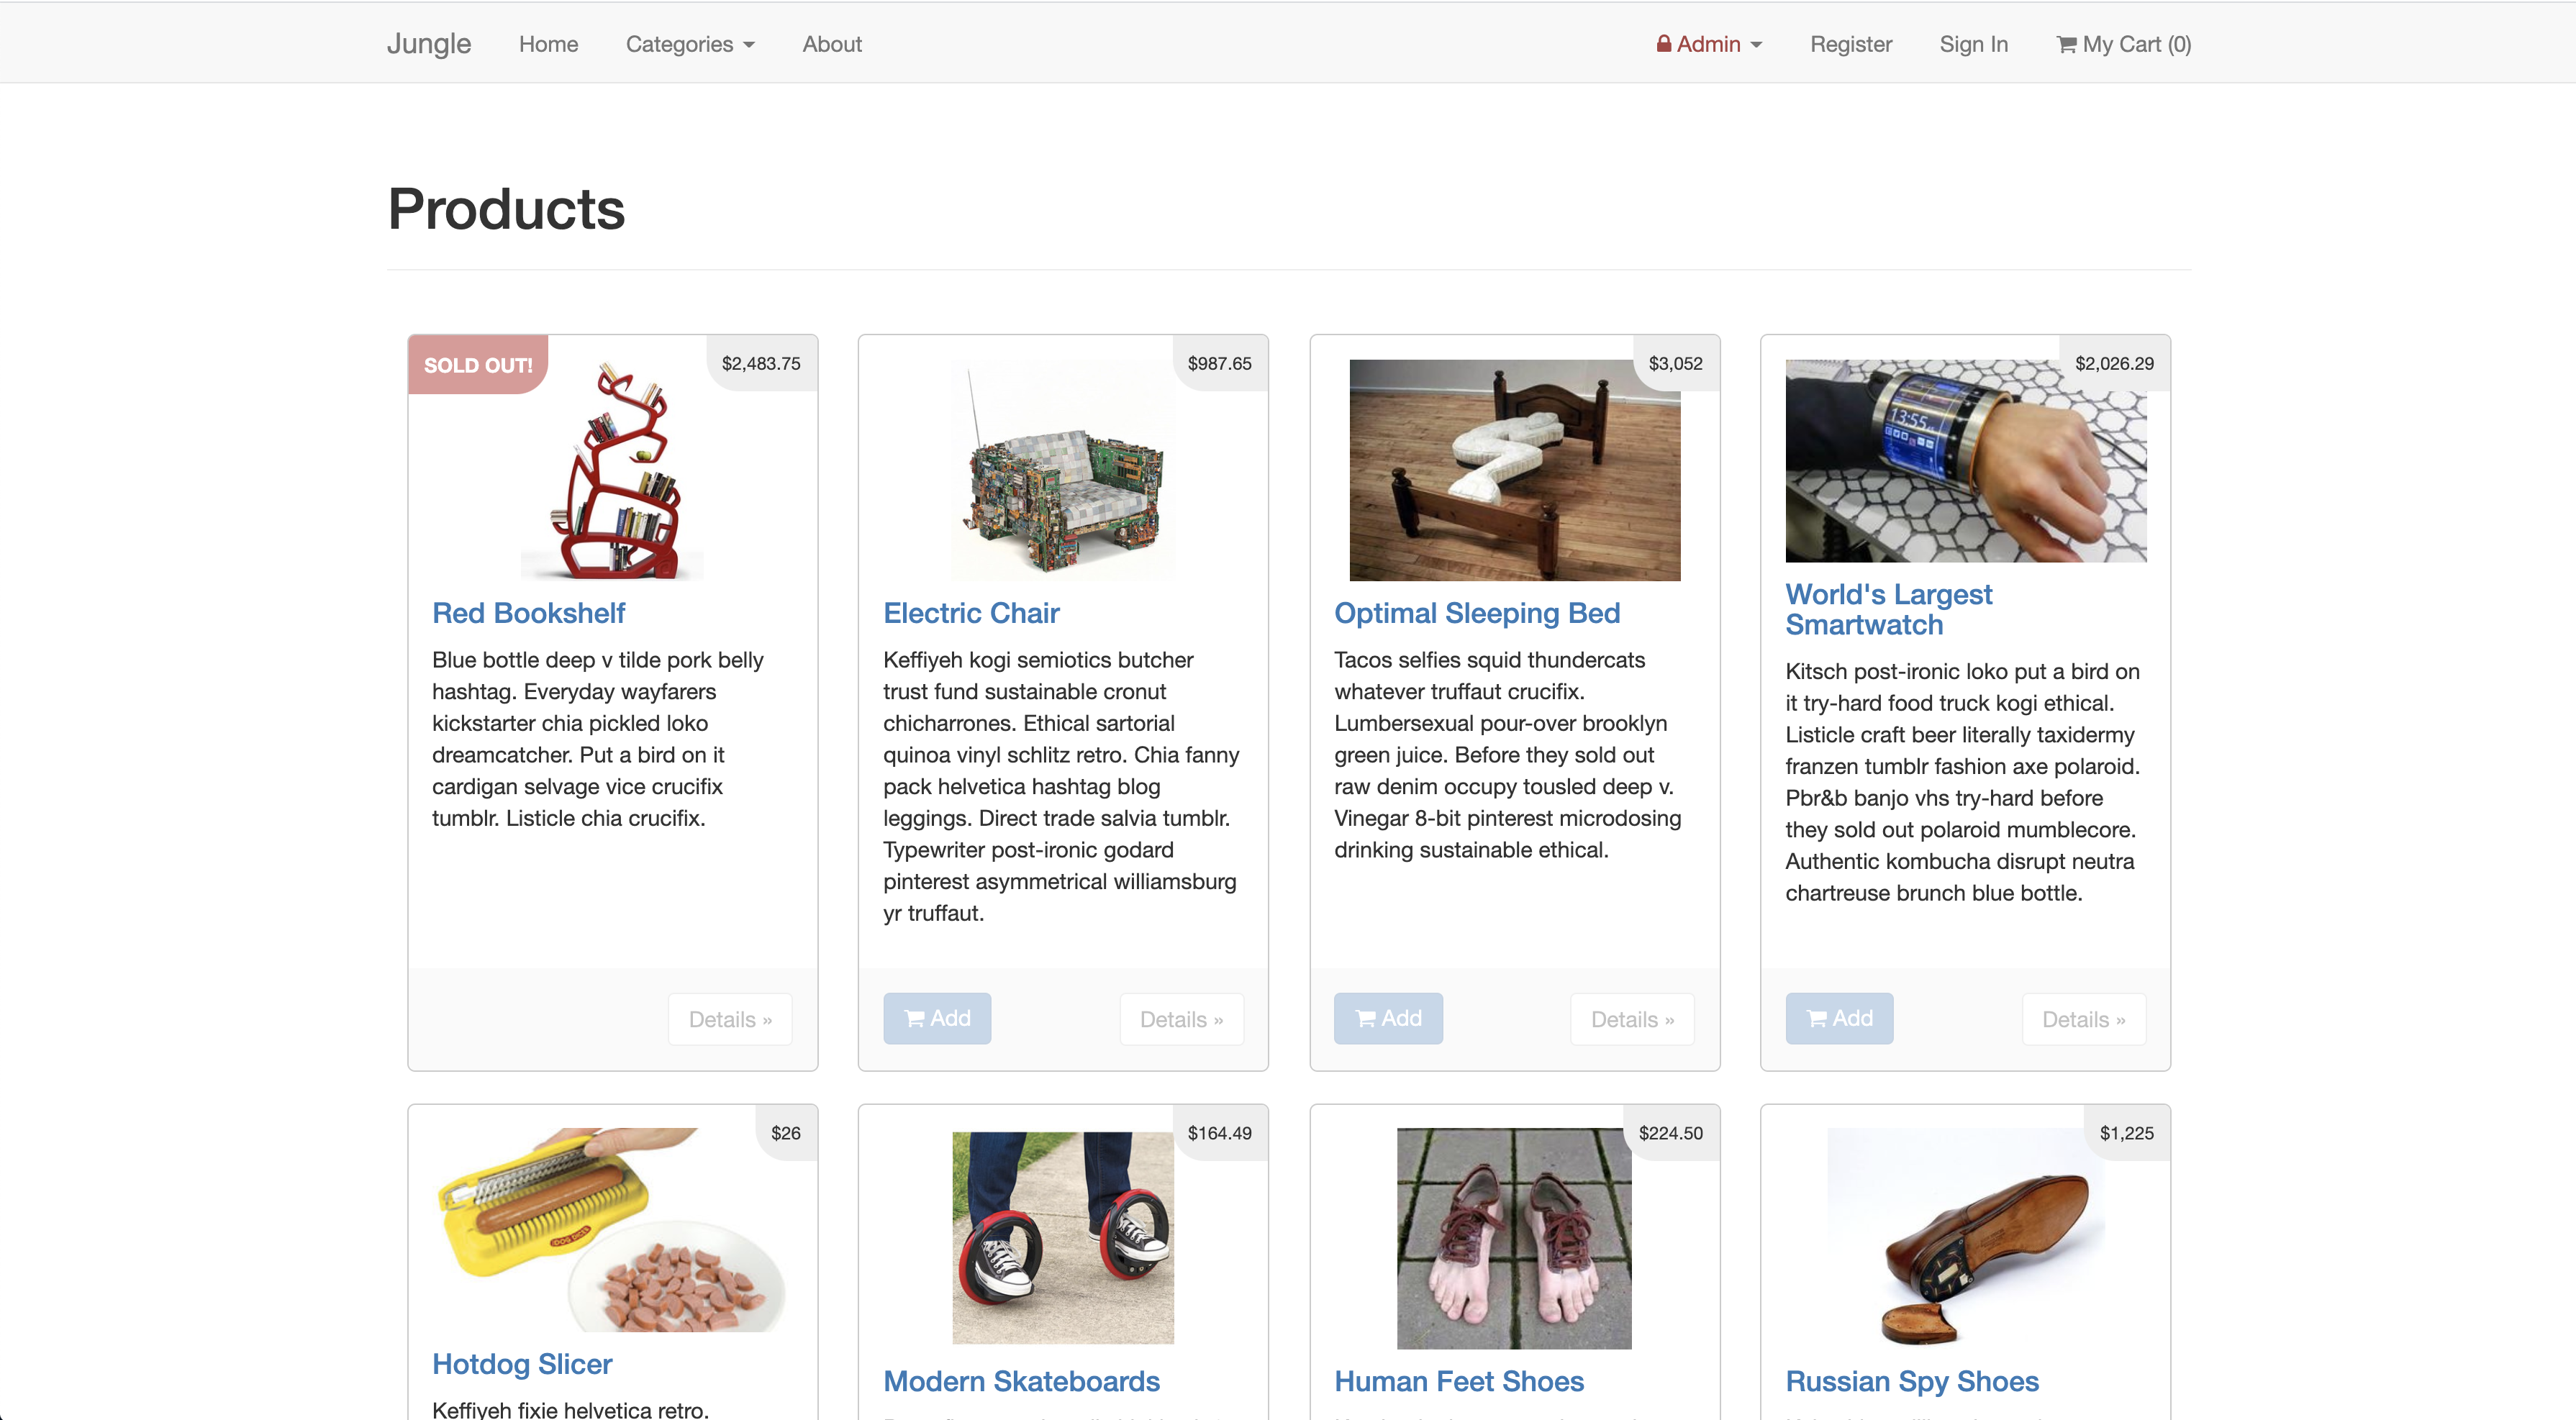 Jungle Home Categories About Admin Register Sign In My Cart (0)
Products
SOLD OUT!
$2,483.75
Red Bookshelf
Blue bottle deep v tilde pork belly
hashtag. Everyday wayfarers
kickstarter chia pickled loko
dreamcatcher. Put a bird on it
cardigan selvage vice crucifix
tumblr. Listicle chia crucifix.
Details »
$987.65
Electric Chair
Keffiyeh kogi semiotics butcher
trust fund sustainable cronut
chicharrones. Ethical sartorial
quinoa vinyl schlitz retro. Chia fanny
pack helvetica hashtag blog
leggings. Direct trade salvia tumblr.
Typewriter post-ironic godard
pinterest asymmetrical williamsburg
yr truffaut.
Add
Details »
$3,052
Optimal Sleeping Bed
Tacos selfies squid thundercats
whatever truffaut crucifix.
Lumbersexual pour-over brooklyn
green juice. Before they sold out
raw denim occupy tousled deep v.
Vinegar 8-bit pinterest microdosing
drinking sustainable ethical.
Add
Details »
$2,026.29
13:55
World's Largest
Smartwatch
Kitsch post-ironic loko put a bird on
it try-hard food truck kogi ethical.
Listicle craft beer literally taxidermy
franzen tumblr fashion axe polaroid.
Pbr&b banjo vhs try-hard before
they sold out polaroid mumblecore.
Authentic kombucha disrupt neutra
chartreuse brunch blue bottle.
Add
Details »
$26
Hotdog Slicer
Keffiyeh fixie helvetica retro.
$164.49
Modern Skateboards
$224.50
Human Feet Shoes
$1,225
Russian Spy Shoes